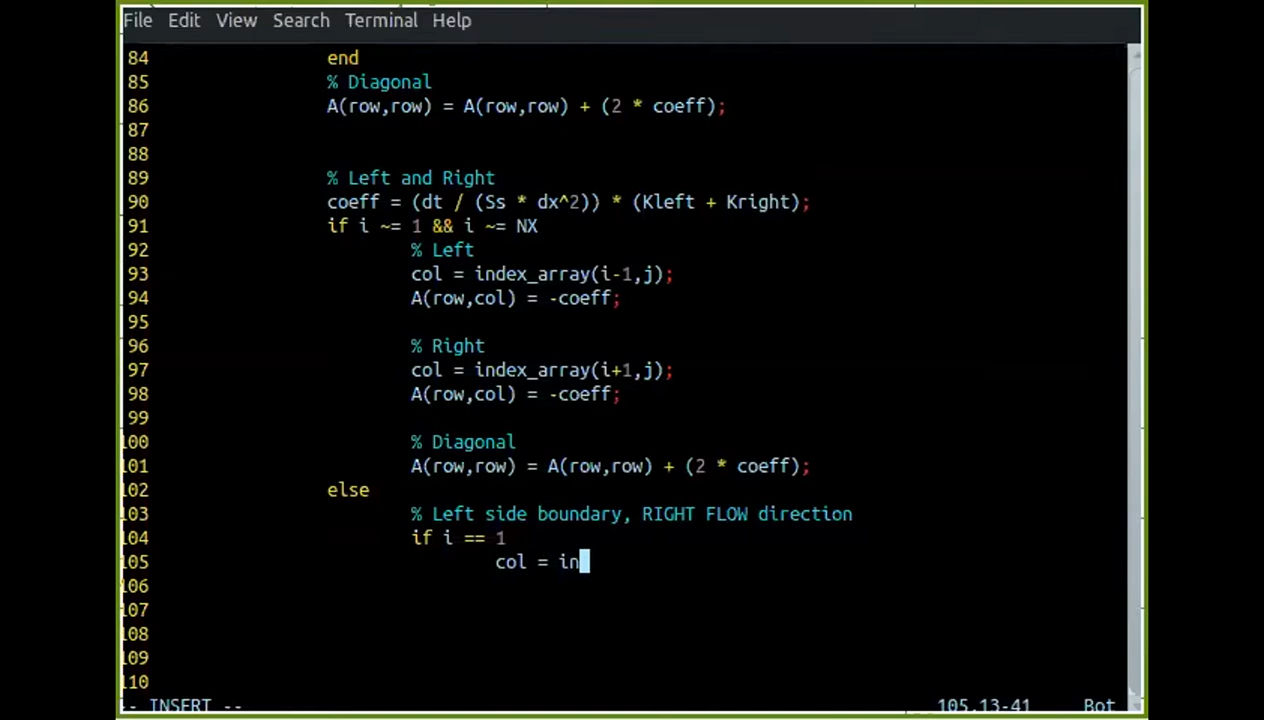 File Edit View Search Terminal Help
84 end
85 % Diagonal
86 A(row,row) = A(row,row) + (2 * coeff);
87
88
89 % Left and Right
90 coeff = (dt / (Ss * dx^2)) * (Kleft + Kright);
91 if i ~= 1 && i ~= NX
92 % Left
93 col = index_array(i-1,j);
94 A(row,col) = -coeff;
95
96 % Right
97 col = index_array(i+1,j);
98 A(row,col) = -coeff;
99
100 % Diagonal
101 A(row,row) = A(row,row) + (2 * coeff);
102 else
103 % Left side boundary, RIGHT FLOW direction
104 if i == 1
105 col = in
106
107
108
109
110
-- INSERT -- 105,13-41 Bot